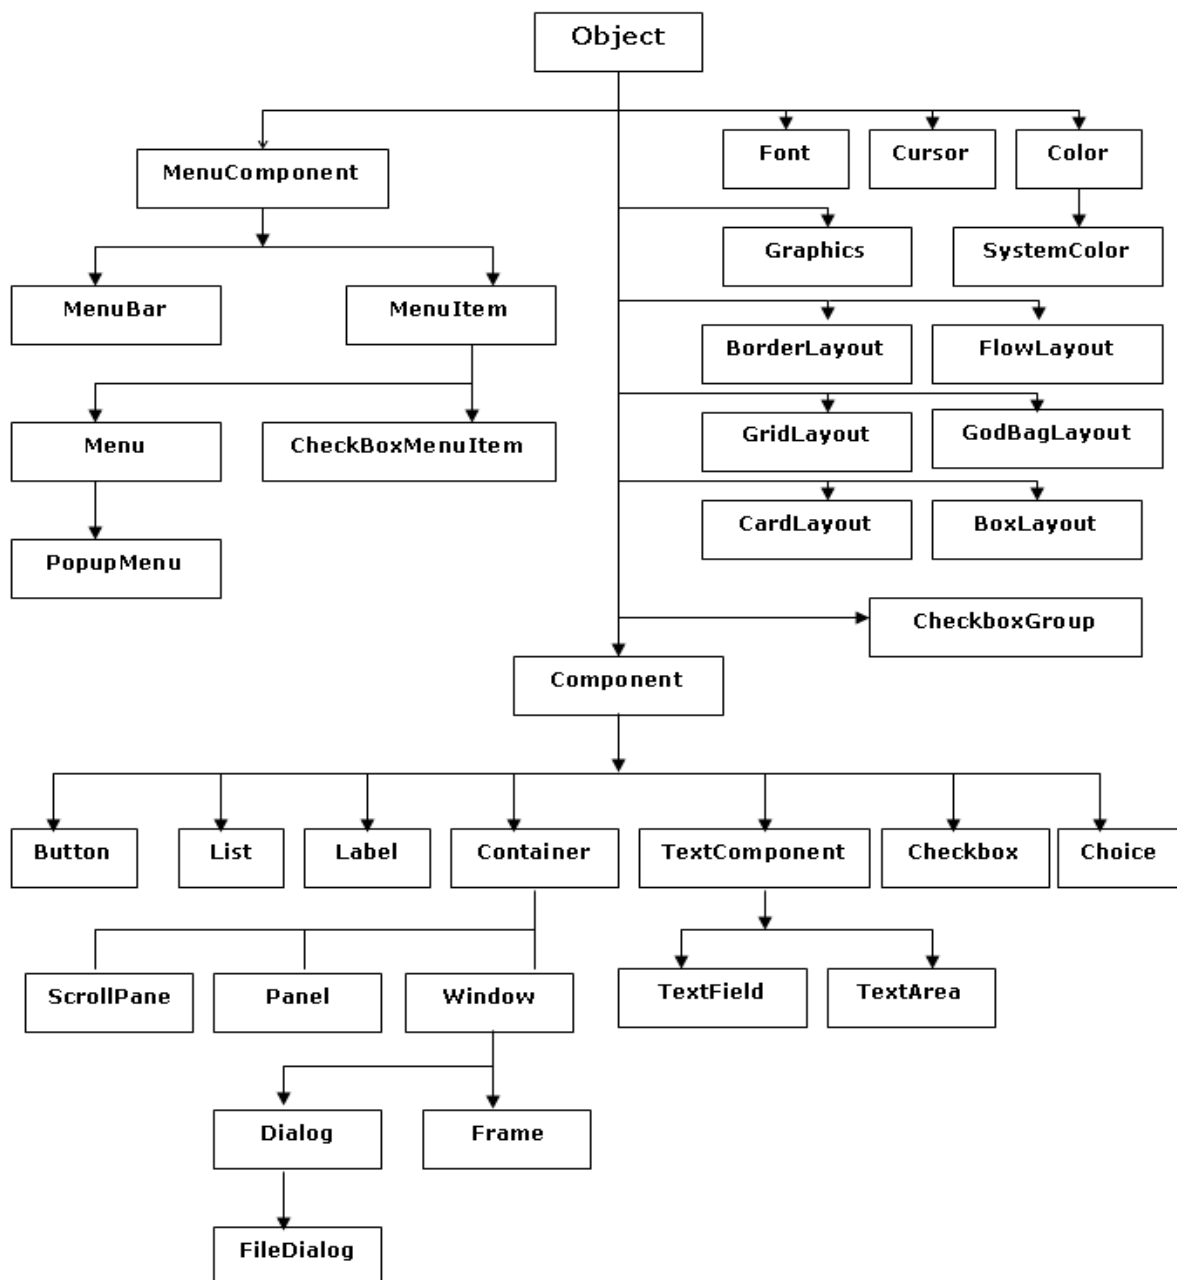 Object
MenuComponent
Font
Cursor
Color
Graphics
SystemColor
MenuBar
MenuItem
BorderLayout
FlowLayout
Menu
CheckBoxMenuItem
GridLayout
GodBagLayout
CardLayout
BoxLayout
PopupMenu
CheckboxGroup
Component
Button
List
Label
Container
TextComponent
Checkbox
Choice
ScrollPane
Panel
Window
TextField
TextArea
Dialog
Frame
FileDialog